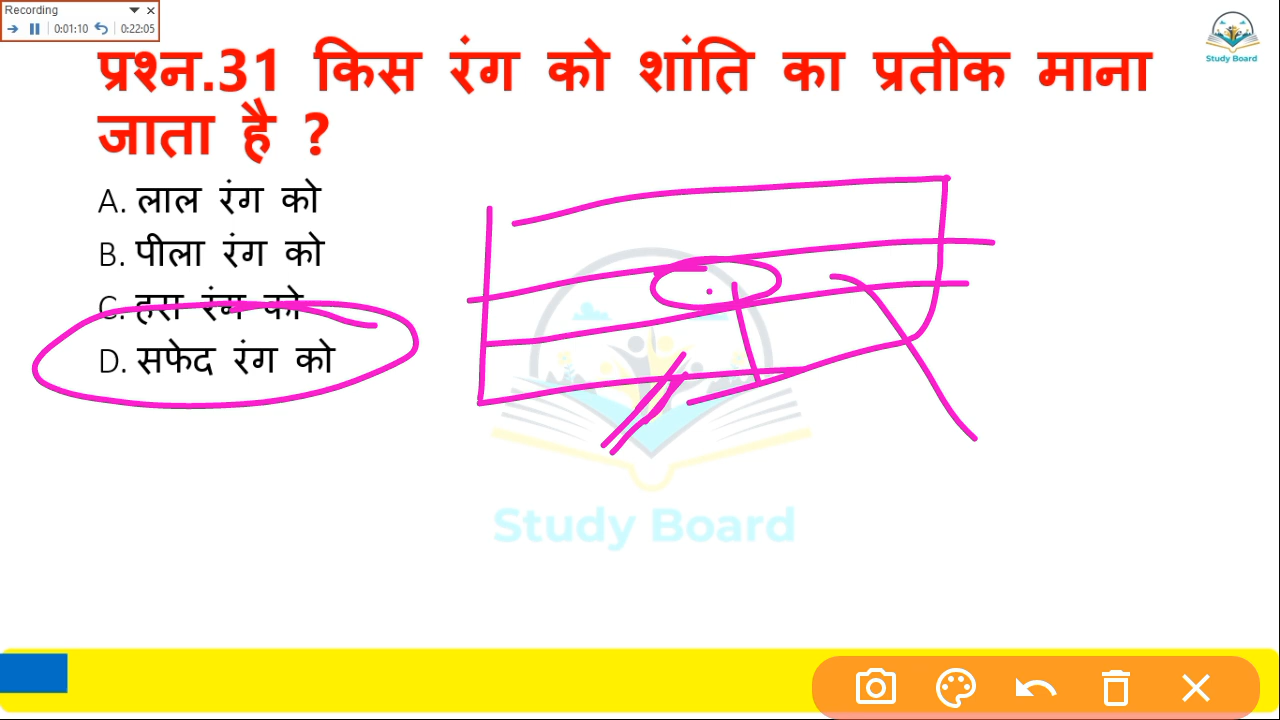 Recording
0:01:10 0:22:05
Study Board
प्रश्न.31 किस रंग को शांति का प्रतीक माना
जाता है ?
A. लाल रंग को
B. पीला रंग को
C. हरा रंग को
D. सफेद रंग को
Study Board